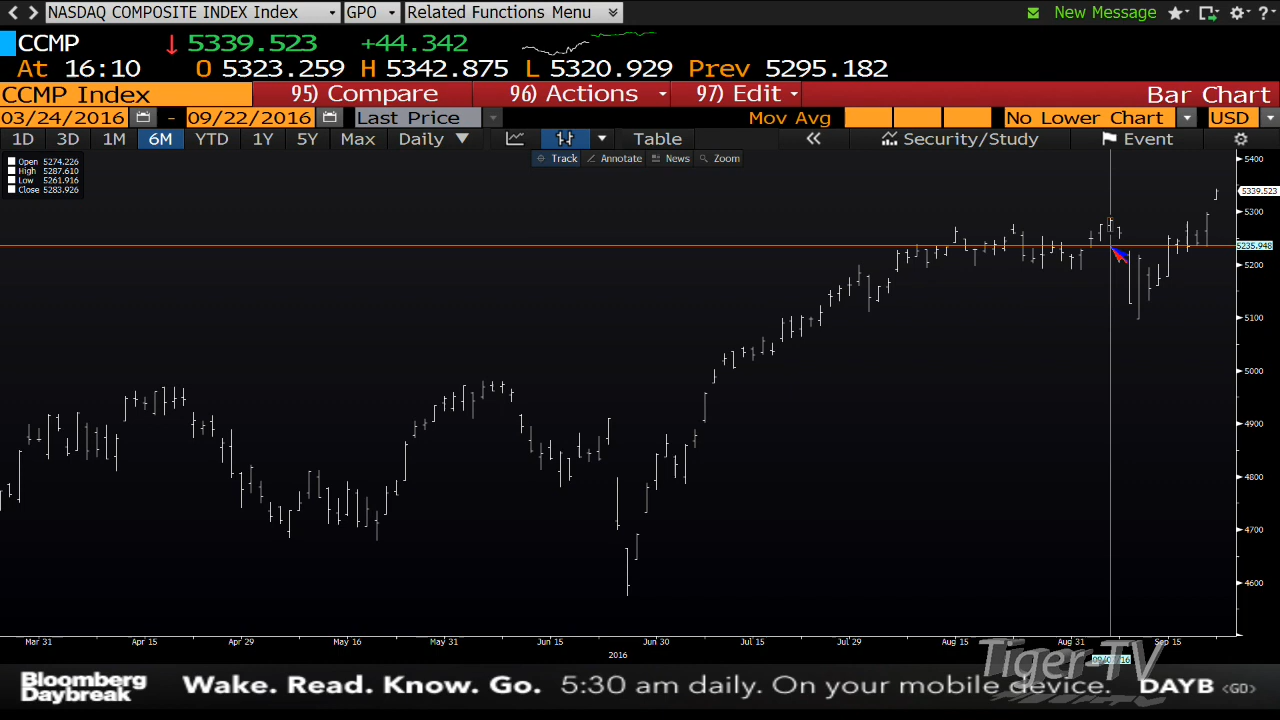 NASDAQ COMPOSITE INDEX Index GPO Related Functions Menu New Message
CCMP 5339.523 +44.342
At 16:10 O 5323.259 H 5342.875 L 5320.929 Prev 5295.182
CCMP Index 95) Compare 96) Actions 97) Edit Bar Chart
03/24/2016 - 09/22/2016 Last Price Mov Avg No Lower Chart USD
1D 3D 1M 6M YTD 1Y 5Y Max Daily Table Security/Study Event
Track Annotate News Zoom
Open 5274.226
High 5287.610
Low 5261.916
Close 5283.926
5400
5339.523
5300
5235.948
5200
5100
5000
4900
4800
4700
4600
Mar 31 Apr 15 Apr 29 May 16 May 31 Jun 15 Jun 30 Jul 15 Jul 29 Aug 15 Aug 31 Sep 15
2016
Tiger-TV
Bloomberg
Daybreak
Wake. Read. Know. Go. 5:30 am daily. On your mobile device. DAYB <GO>